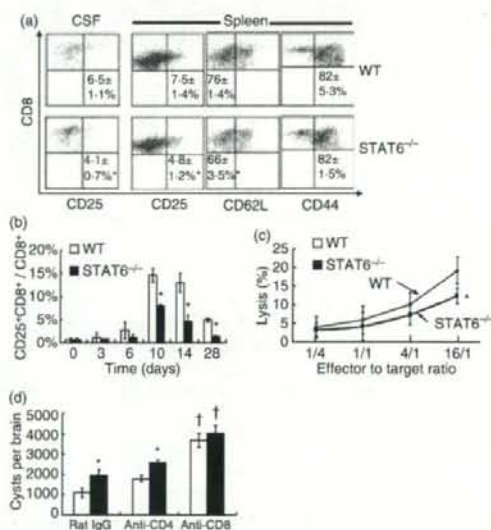 (a) CSF Spleen
6·5± 7·5± 76± 82±
1·1% 1·4% 1·4% 5·3%
WT
CD8
4·1± 4·8± 66± 82±
0·7%* 1·2%* 3·5%* 1·5%
STAT6⁻/⁻
CD25 CD25 CD62L CD44
(b)
WT
STAT6⁻/⁻
CD25⁺CD8⁺ / CD8⁺
15%
10%
5%
0%
* * *
0 3 6 10 14 28
Time (days)
(c)
WT
STAT6⁻/⁻
Lysis (%)
25
20
15
10
5
0
WT
STAT6⁻/⁻
*
1/4 1/1 4/1 16/1
Effector to target ratio
(d)
Cysts per brain
5000
4000
3000
2000
1000
0
* * † †
Rat IgG Anti-CD4 Anti-CD8